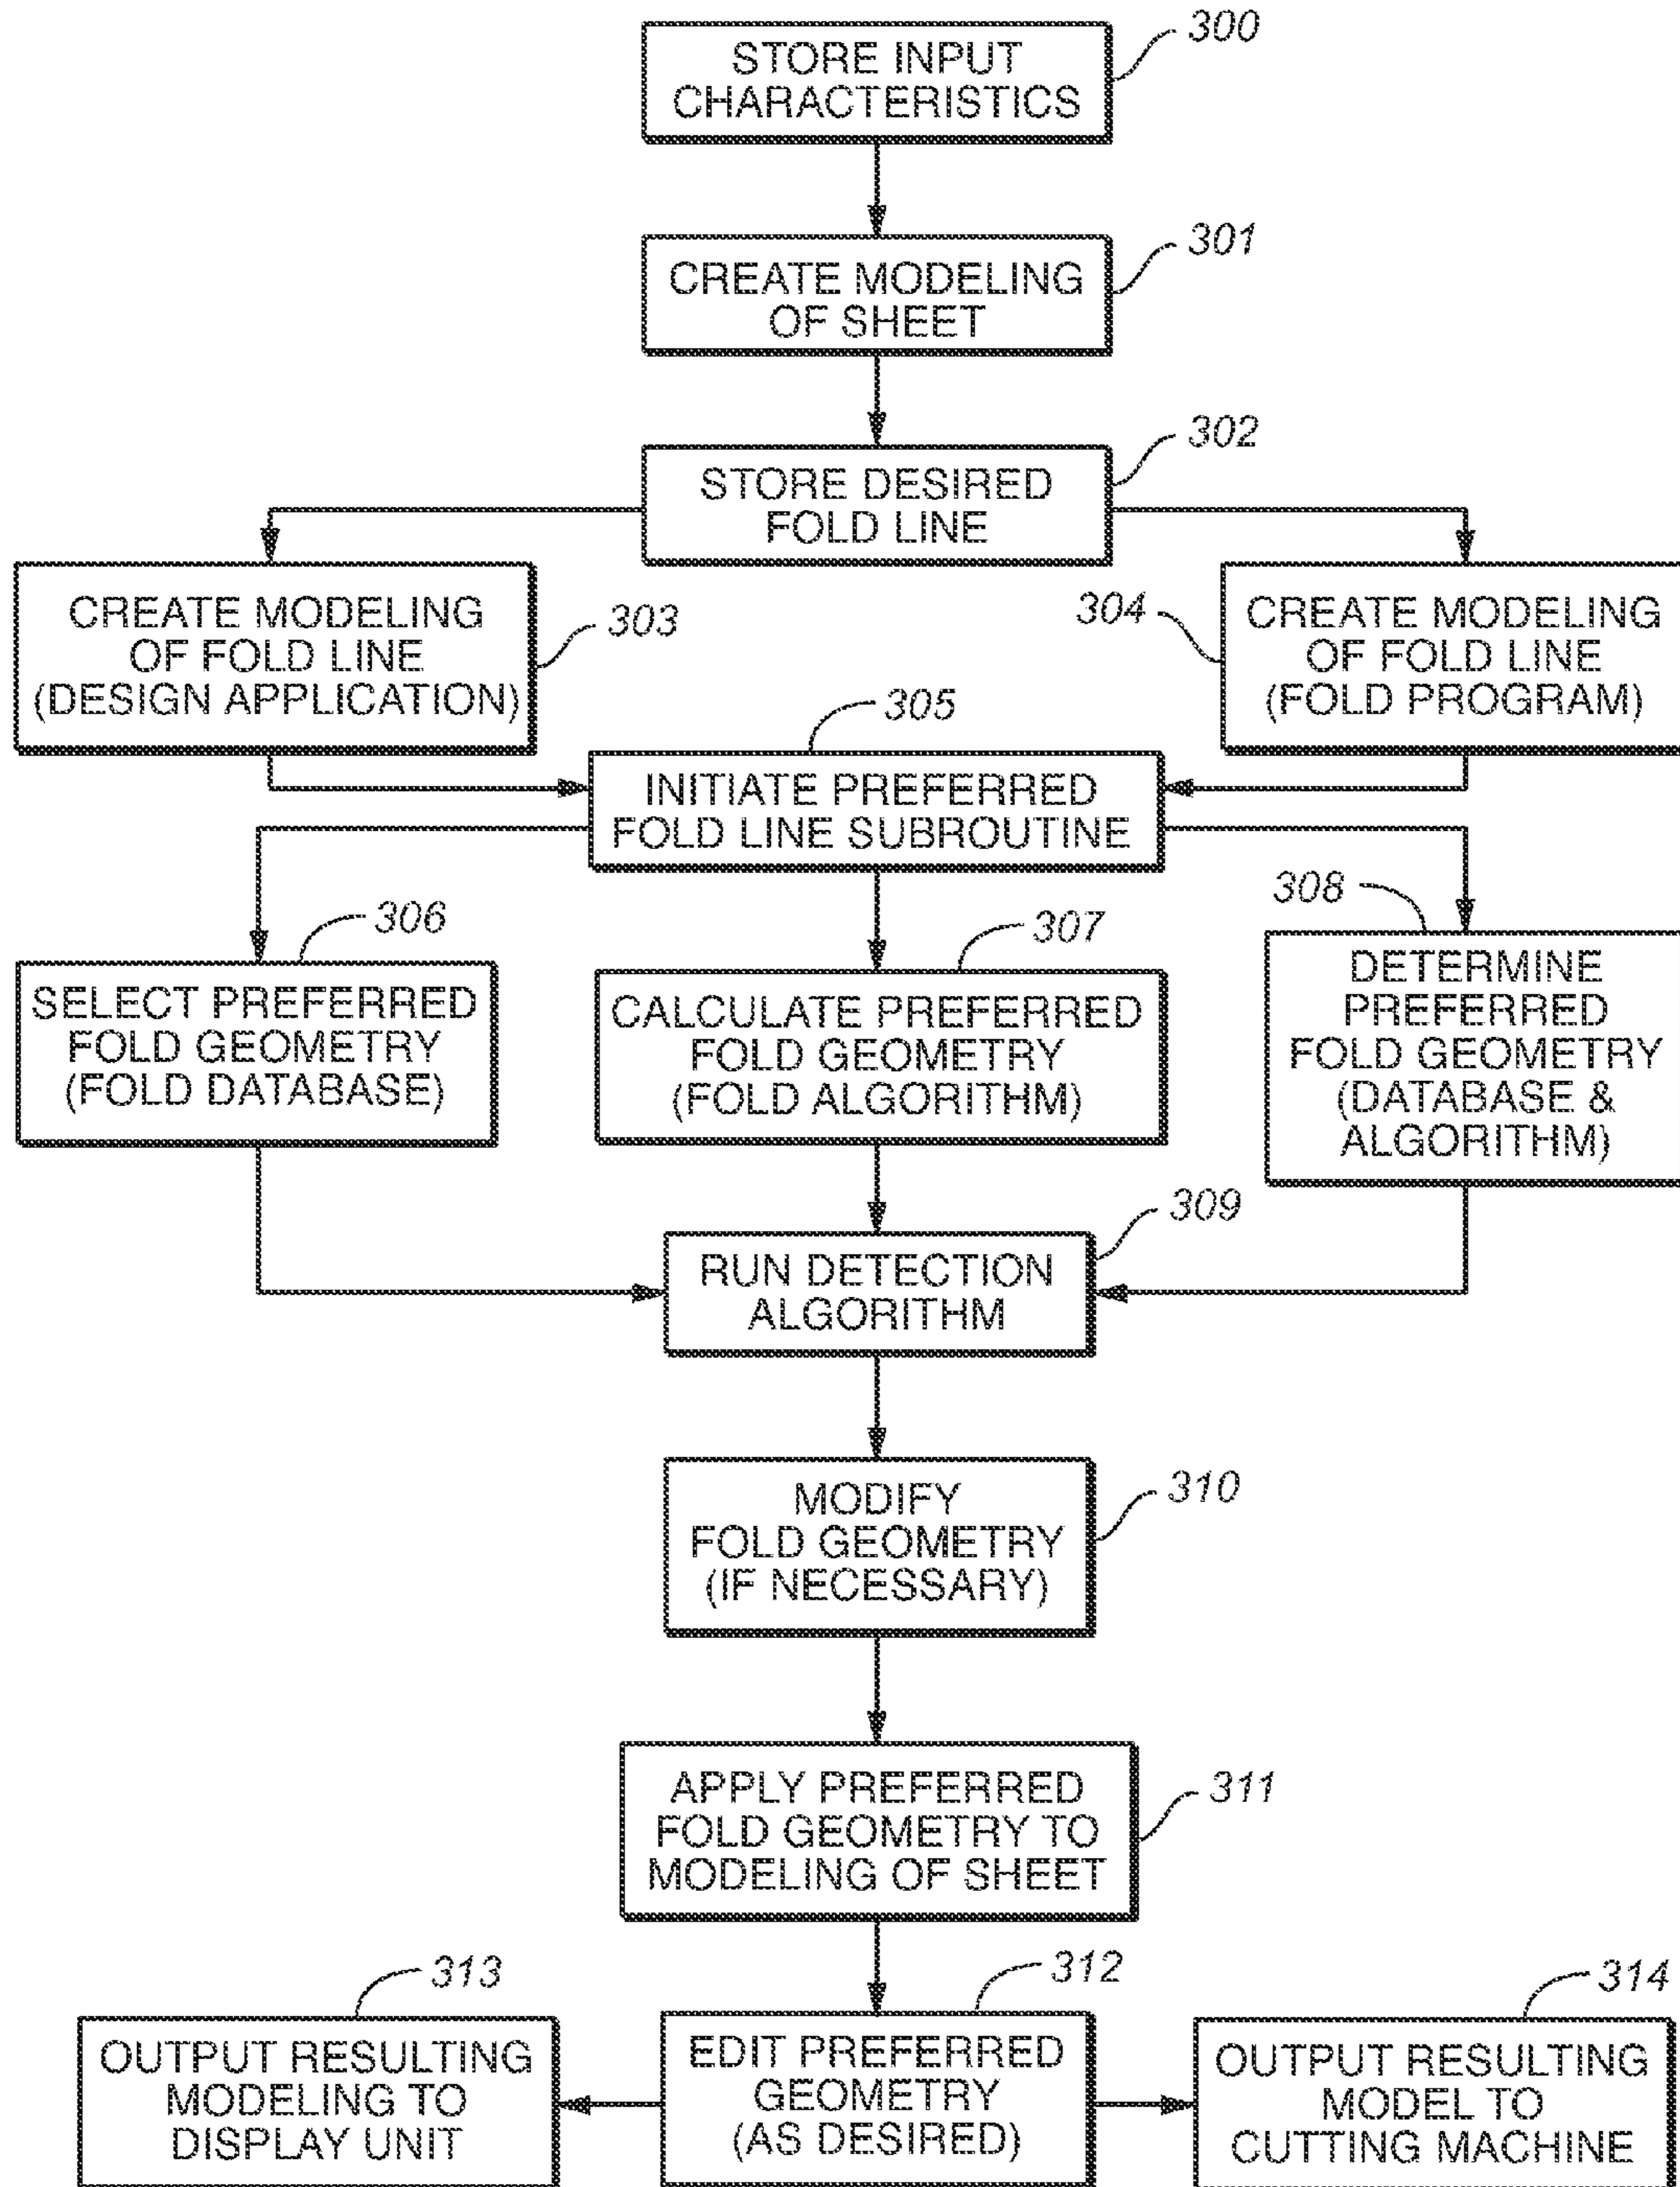 300
STORE INPUT
CHARACTERISTICS
301
CREATE MODELING
OF SHEET
302
STORE DESIRED
FOLD LINE
303
CREATE MODELING
OF FOLD LINE
(DESIGN APPLICATION)
304
CREATE MODELING
OF FOLD LINE
(FOLD PROGRAM)
305
INITIATE PREFERRED
FOLD LINE SUBROUTINE
306
SELECT PREFERRED
FOLD GEOMETRY
(FOLD DATABASE)
307
CALCULATE PREFERRED
FOLD GEOMETRY
(FOLD ALGORITHM)
308
DETERMINE
PREFERRED
FOLD GEOMETRY
(DATABASE &
ALGORITHM)
309
RUN DETECTION
ALGORITHM
310
MODIFY
FOLD GEOMETRY
(IF NECESSARY)
311
APPLY PREFERRED
FOLD GEOMETRY TO
MODELING OF SHEET
313
OUTPUT RESULTING
MODELING TO
DISPLAY UNIT
312
EDIT PREFERRED
GEOMETRY
(AS DESIRED)
314
OUTPUT RESULTING
MODEL TO
CUTTING MACHINE